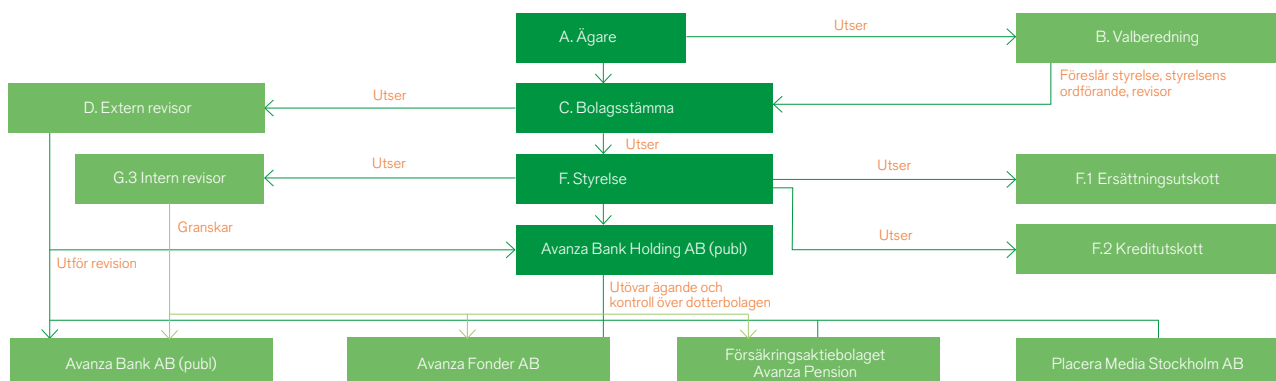 A. Ägare
Utser
B. Valberedning
Föreslår styrelse, styrelsens
ordförande, revisor
D. Extern revisor
Utser
C. Bolagsstämma
Utser
G.3 Intern revisor
Utser
F. Styrelse
Utser
F.1 Ersättningsutskott
Granskar
Avanza Bank Holding AB (publ)
Utser
F.2 Kreditutskott
Utför revision
Utövar ägande och
kontroll över dotterbolagen
Avanza Bank AB (publ)
Avanza Fonder AB
Försäkringsaktiebolaget
Avanza Pension
Placera Media Stockholm AB